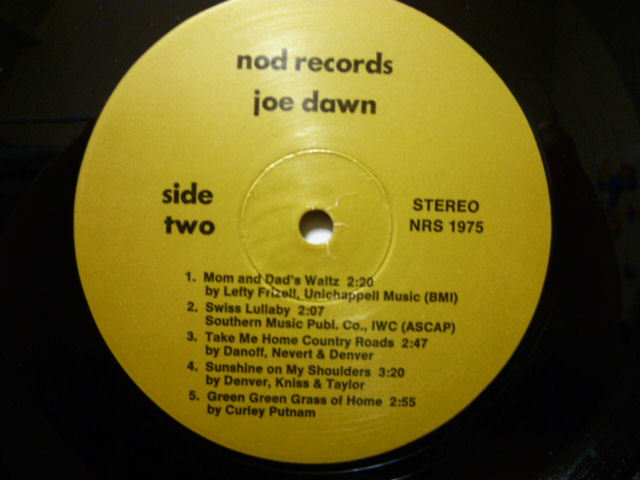 nod records
joe dawn
side
two
STEREO
NRS 1975
1. Mom and Dad's Waltz 2:20
by Lefty Frizell, Unichappell Music (BMI)
2. Swiss Lullaby 2:07
Southern Music Publ. Co., IWC (ASCAP)
3. Take Me Home Country Roads 2:47
by Danoff, Nevert & Denver
4. Sunshine on My Shoulders 3:20
by Denver, Kniss & Taylor
5. Green Green Grass of Home 2:55
by Curley Putnam